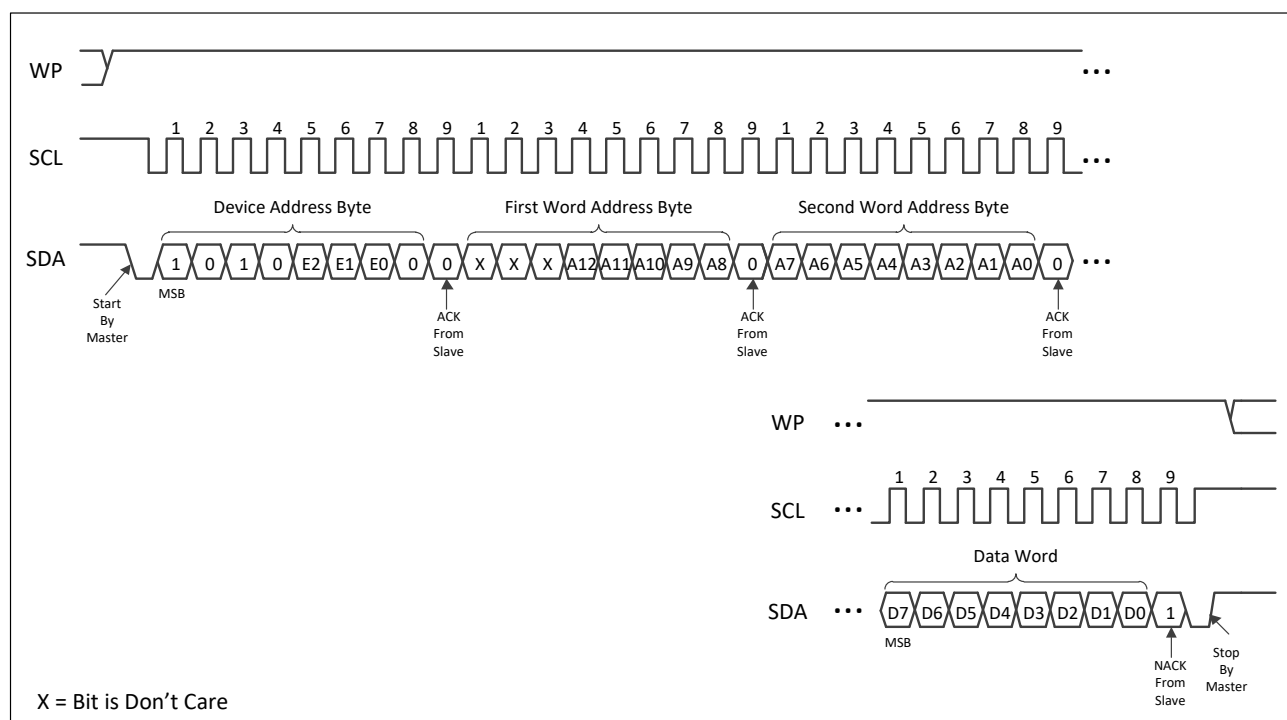 WP
...
1 2 3 4 5 6 7 8 9 1 2 3 4 5 6 7 8 9 1 2 3 4 5 6 7 8 9
SCL
...
Device Address Byte First Word Address Byte Second Word Address Byte
SDA
1 0 1 0 E2 E1 E0 0 0 X X X A12 A11 A10 A9 A8 0 A7 A6 A5 A4 A3 A2 A1 A0 0
...
MSB
Start
By
Master
ACK
From
Slave
ACK
From
Slave
ACK
From
Slave
WP ...
1 2 3 4 5 6 7 8 9
SCL ...
Data Word
SDA ... D7 D6 D5 D4 D3 D2 D1 D0 1
MSB
NACK
From
Slave
Stop
By
Master
X = Bit is Don't Care